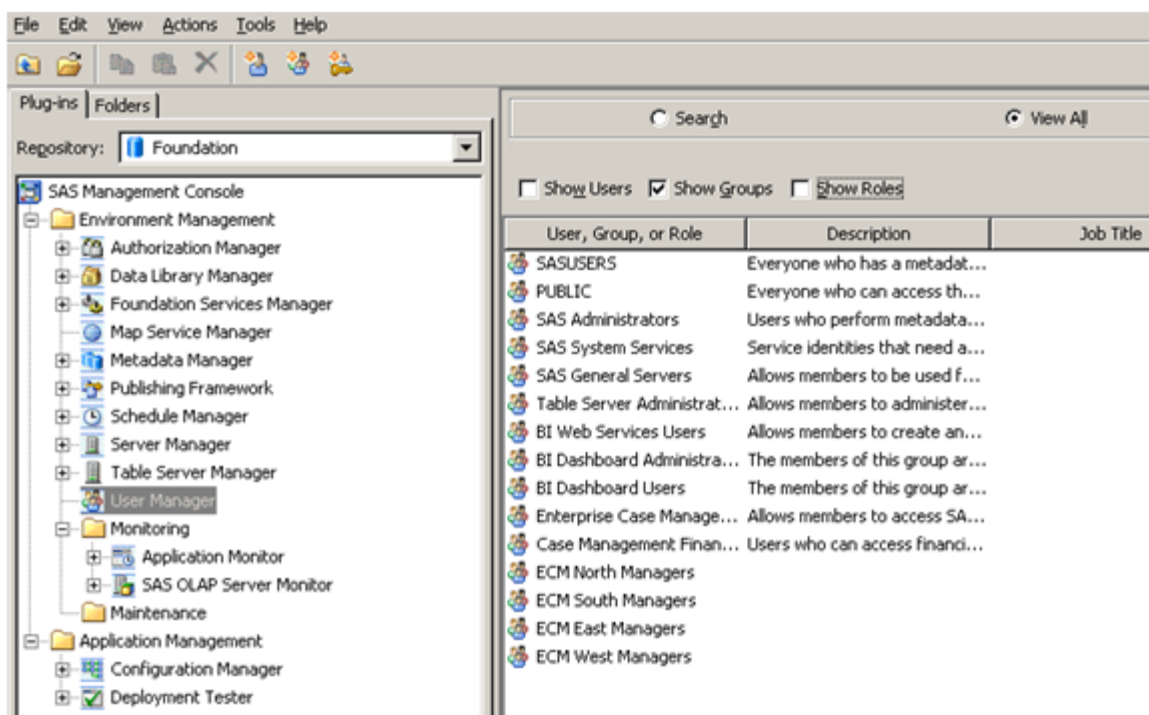 File Edit View Actions Tools Help
Plug-ins Folders
Repository: Foundation
SAS Management Console
Environment Management
Authorization Manager
Data Library Manager
Foundation Services Manager
Map Service Manager
Metadata Manager
Publishing Framework
Schedule Manager
Server Manager
Table Server Manager
User Manager
Monitoring
Application Monitor
SAS OLAP Server Monitor
Maintenance
Application Management
Configuration Manager
Deployment Tester
Search View All
Show Users Show Groups Show Roles
User, Group, or Role Description Job Title
SASUSERS Everyone who has a metadat...
PUBLIC Everyone who can access th...
SAS Administrators Users who perform metadata...
SAS System Services Service identities that need a...
SAS General Servers Allows members to be used f...
Table Server Administrat... Allows members to administer...
BI Web Services Users Allows members to create an...
BI Dashboard Administra... The members of this group ar...
BI Dashboard Users The members of this group ar...
Enterprise Case Manage... Allows members to access SA...
Case Management Finan... Users who can access financi...
ECM North Managers
ECM South Managers
ECM East Managers
ECM West Managers